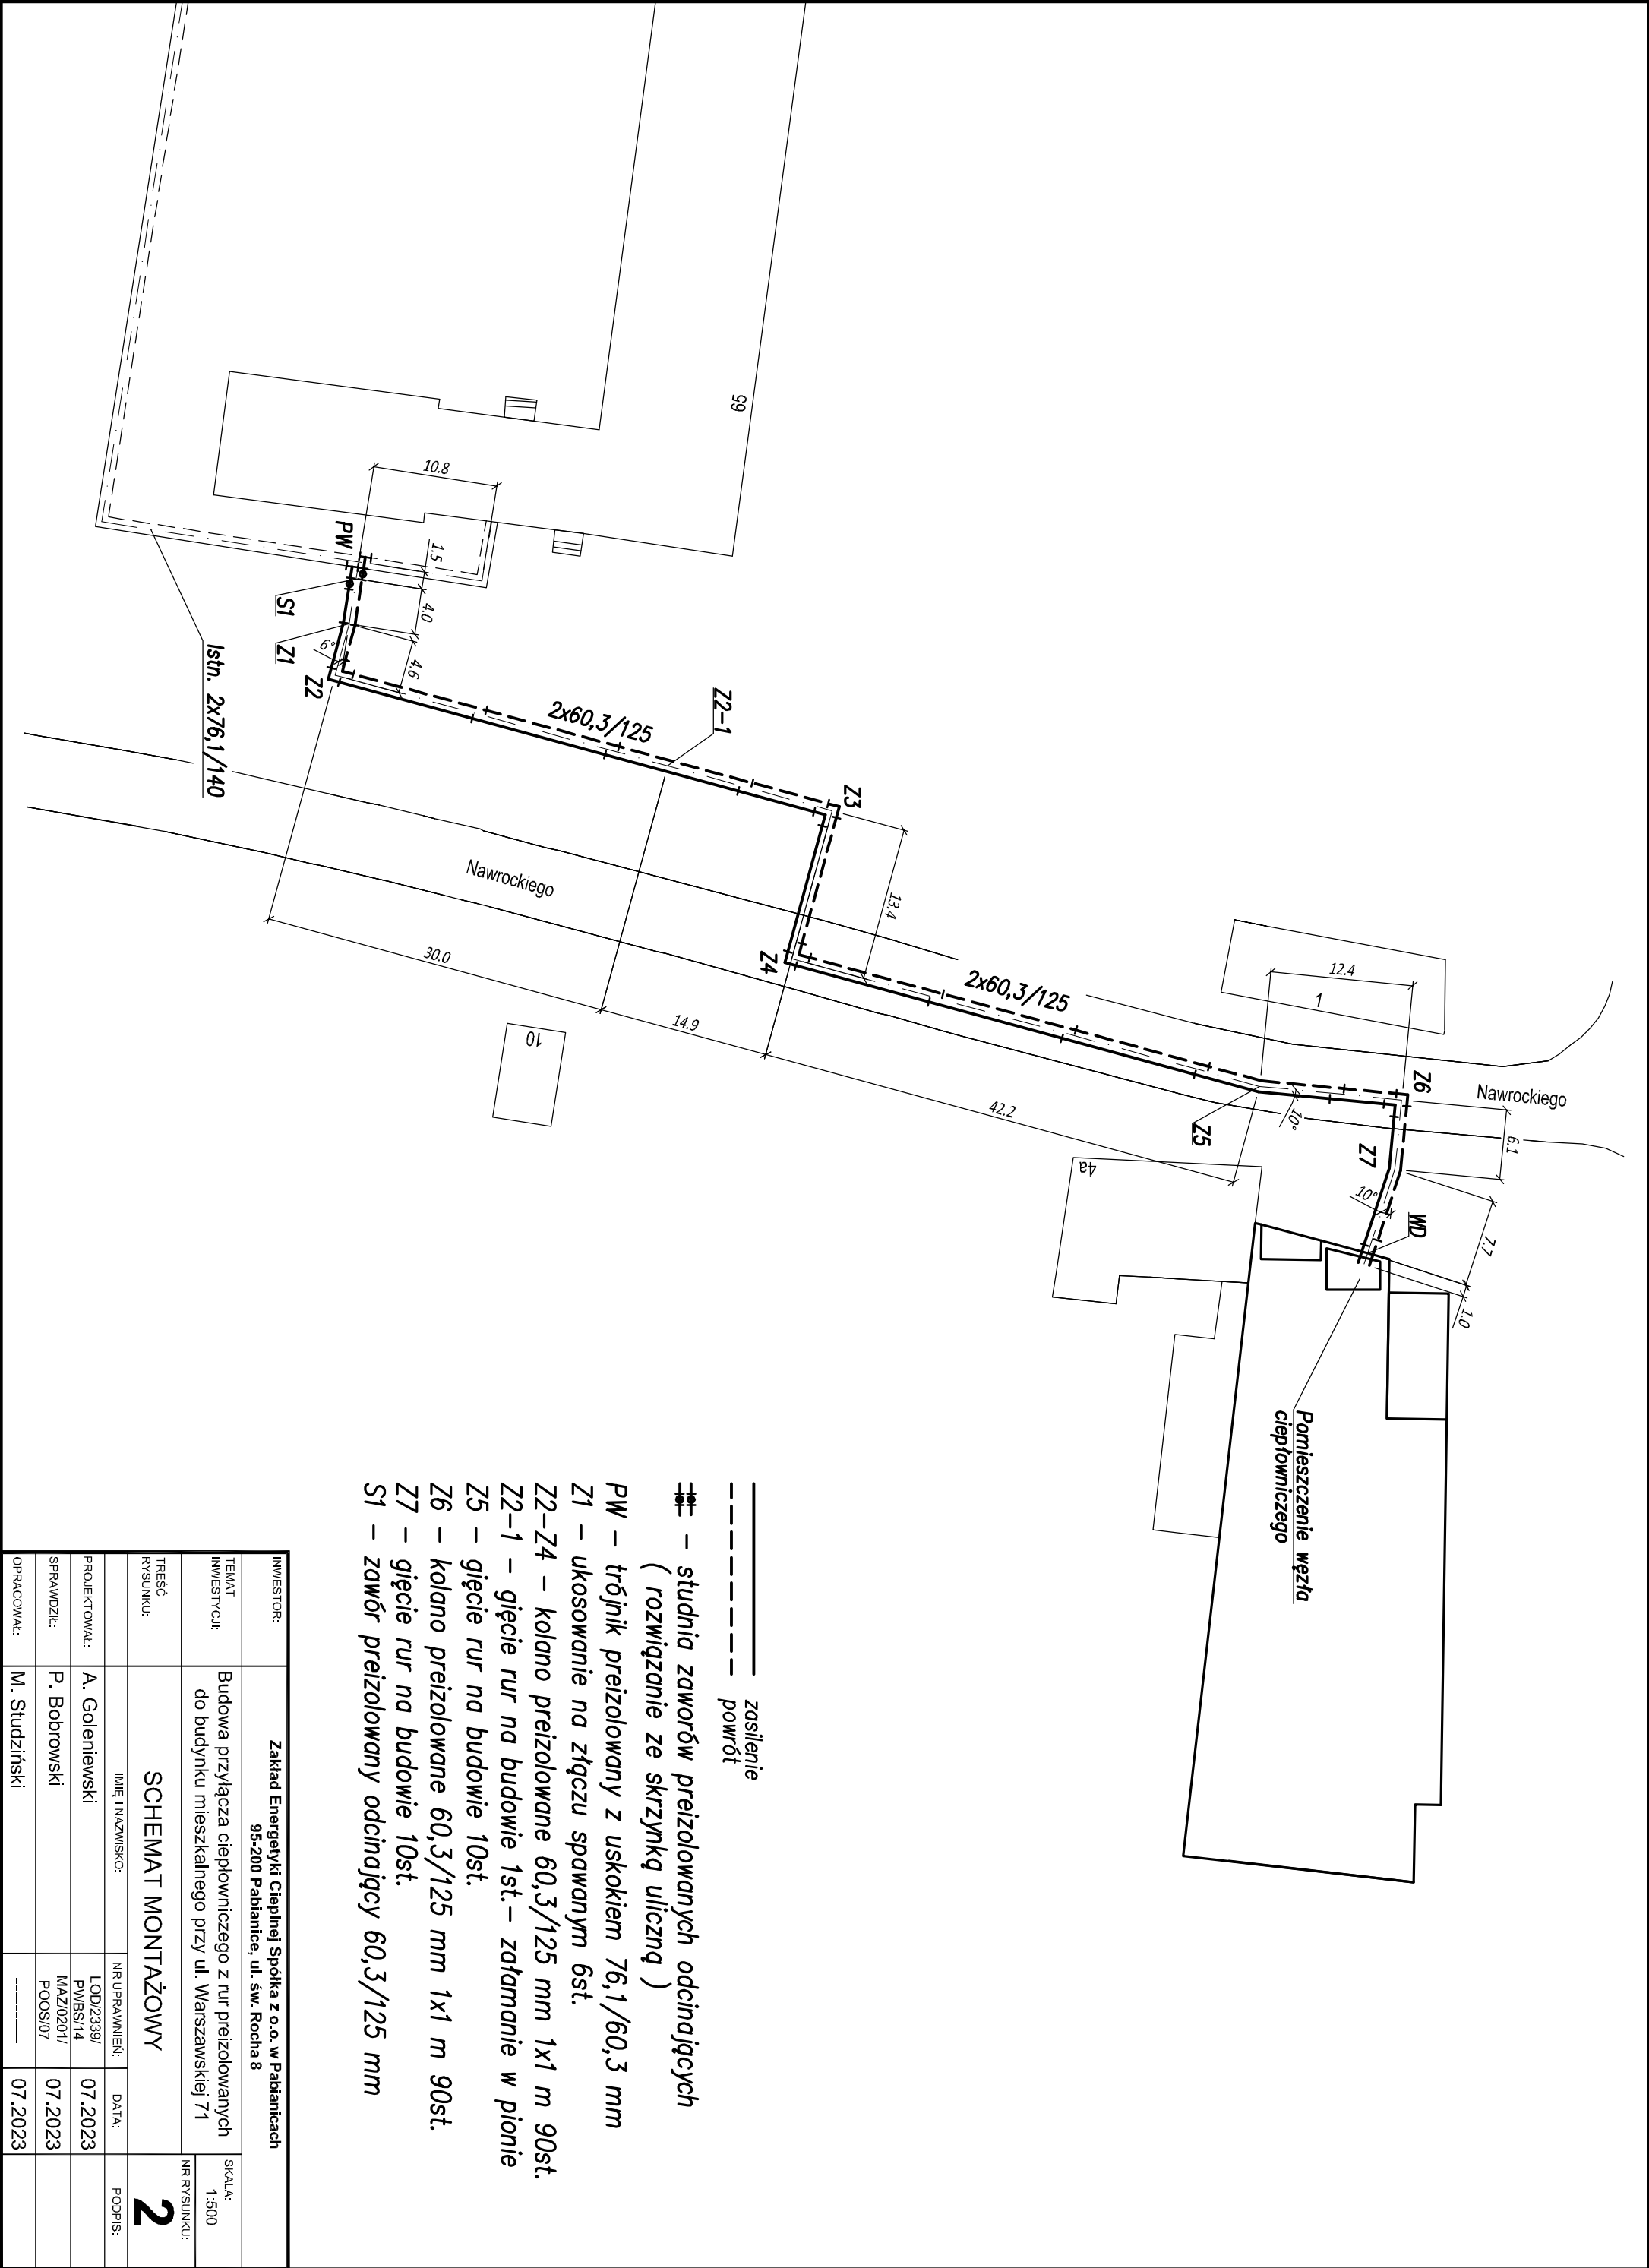 69
10.8
1.5
4.0
4.6
6°
PW
S1
Z1
Z2
Istn. 2x76,1/140
2x60,3/125
Z2-1
Z3
13.4
Z4
Nawrockiego
30.0
14.9
42.2
10
2x60,3/125
12.4
1
Z5
10°
Z6
Nawrockiego
6.1
Z7
10°
WD
7.7
1.0
4a
Pomieszczenie węzła
ciepłowniczego
zasilenie
powrót
- studnia zaworów preizolowanych odcinających
( rozwiązanie ze skrzynką uliczną )
PW - trójnik preizolowany z uskokiem 76,1/60,3 mm
Z1 - ukosowanie na złączu spawanym 6st.
Z2-Z4 - kolano preizolowane 60,3/125 mm 1x1 m 90st.
Z2-1 - gięcie rur na budowie 1st.- załamanie w pionie
Z5 - gięcie rur na budowie 10st.
Z6 - kolano preizolowane 60,3/125 mm 1x1 m 90st.
Z7 - gięcie rur na budowie 10st.
S1 - zawór preizolowany odcinający 60,3/125 mm
INWESTOR:
Zakład Energetyki Cieplnej Spółka z o.o. w Pabianicach
95-200 Pabianice, ul. św. Rocha 8
TEMAT
INWESTYCJI:
Budowa przyłącza ciepłowniczego z rur preizolowanych
do budynku mieszkalnego przy ul. Warszawskiej 71
SKALA:
1:500
TREŚĆ
RYSUNKU:
SCHEMAT MONTAŻOWY
NR RYSUNKU:
2
IMIĘ I NAZWISKO:
NR UPRAWNIEŃ:
DATA:
PODPIS:
PROJEKTOWAŁ:
A. Goleniewski
LOD/2339/
PWBS/14
07.2023
SPRAWDZIŁ:
P. Bobrowski
MAZ/0201/
POOS/07
07.2023
OPRACOWAŁ:
M. Studziński
----------
07.2023